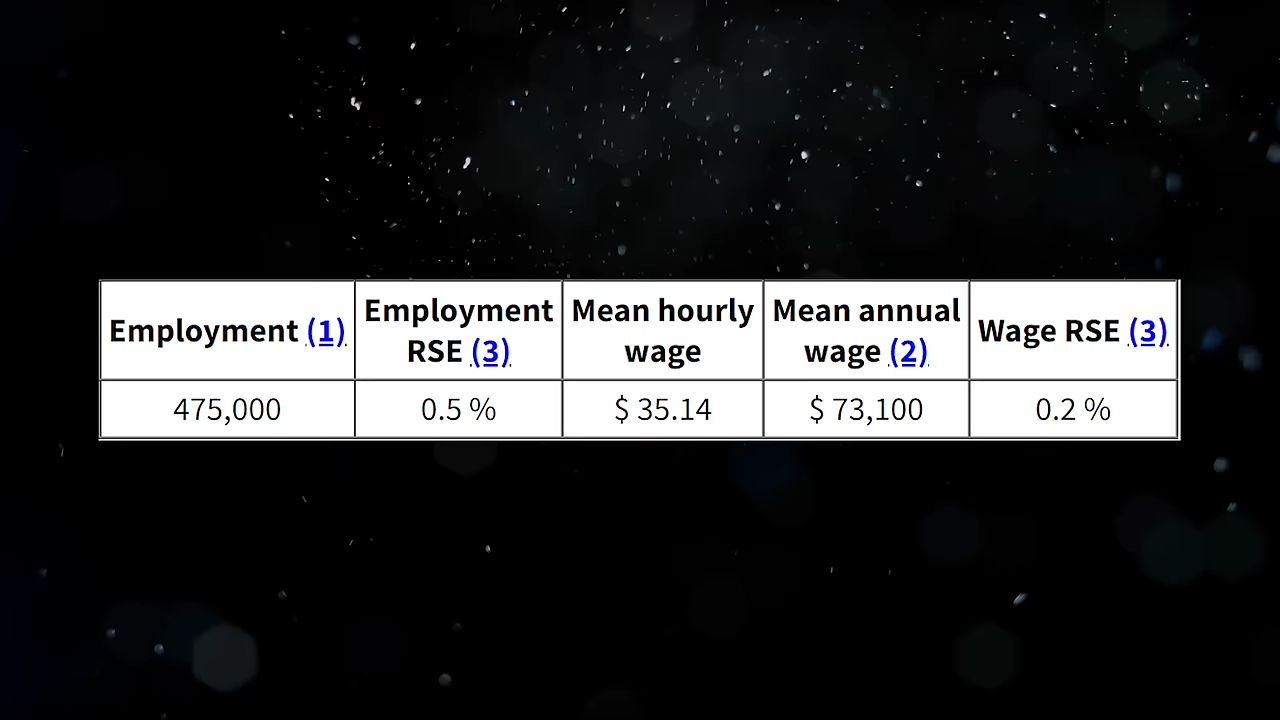 Employment (1)
Employment
RSE (3)
Mean hourly
wage
Mean annual
wage (2)
Wage RSE (3)
475,000
0.5 %
$ 35.14
$ 73,100
0.2 %